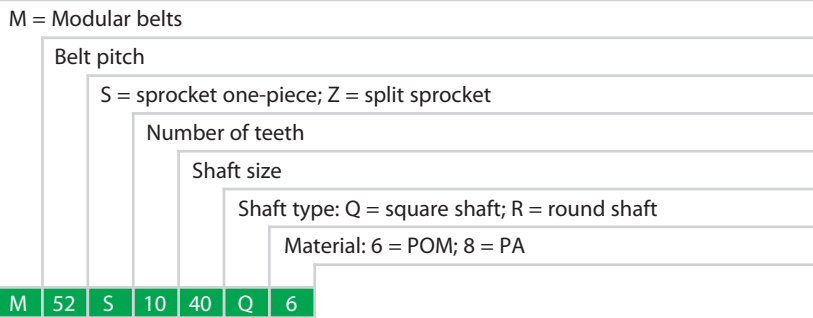 M = Modular belts
Belt pitch
S = sprocket one-piece; Z = split sprocket
Number of teeth
Shaft size
Shaft type: Q = square shaft; R = round shaft
Material: 6 = POM; 8 = PA
M 52 S 10 40 Q 6